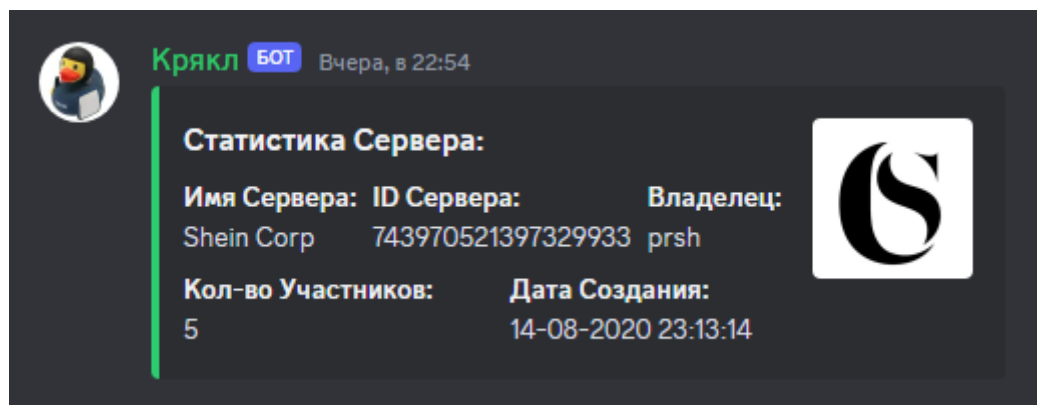 Крякл БОТ Вчера, в 22:54
Статистика Сервера:
Имя Сервера: ID Сервера: Владелец:
Shein Corp 743970521397329933 prsh
Кол-во Участников: Дата Создания:
5 14-08-2020 23:13:14
CS